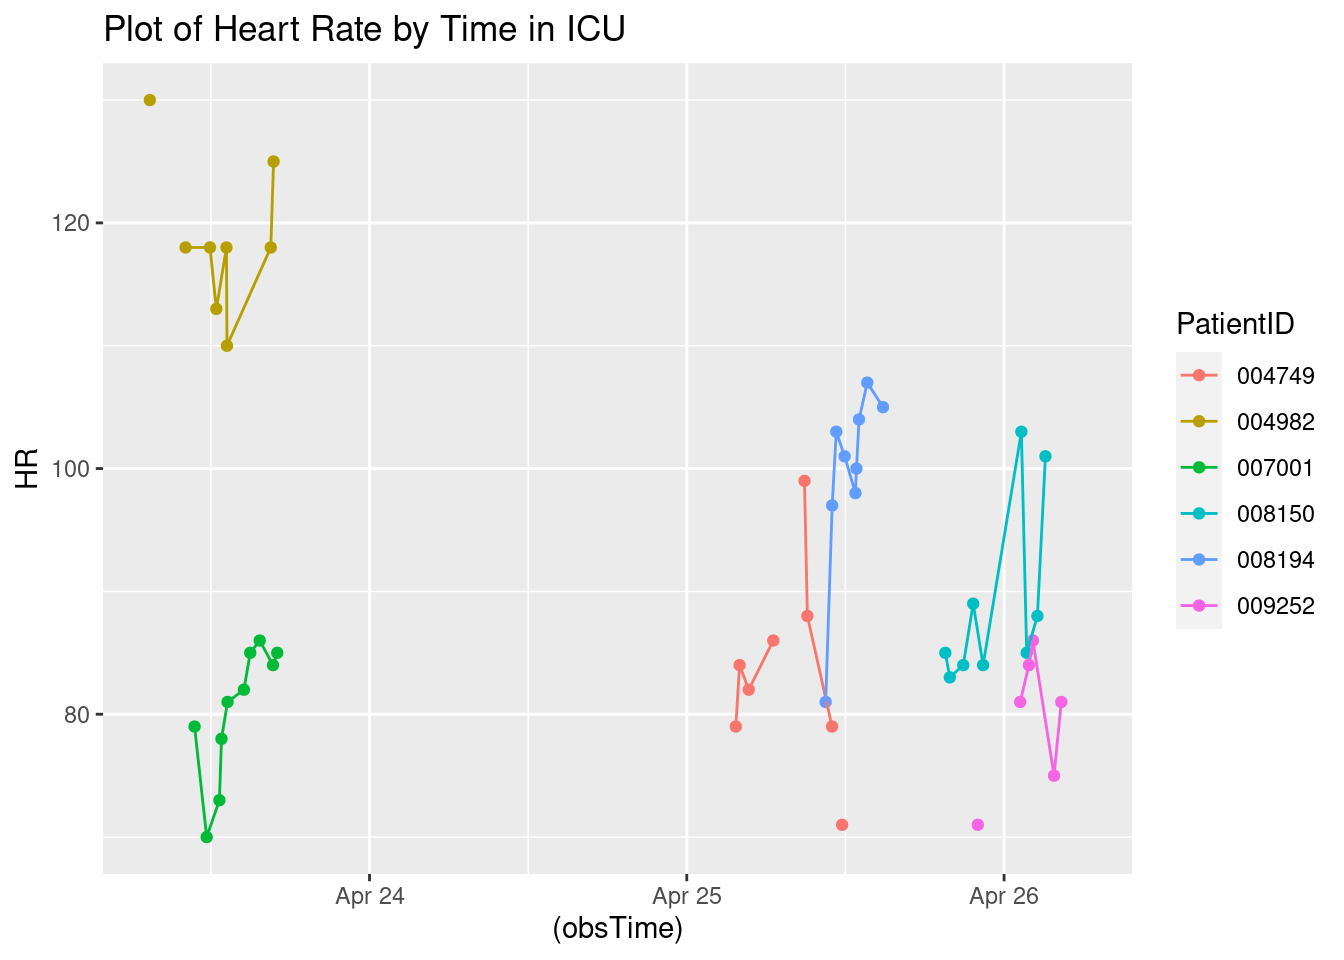 Plot of Heart Rate by Time in ICU
120
100
80
HR
Apr 24
Apr 25
Apr 26
(obsTime)
PatientID
004749
004982
007001
008150
008194
009252